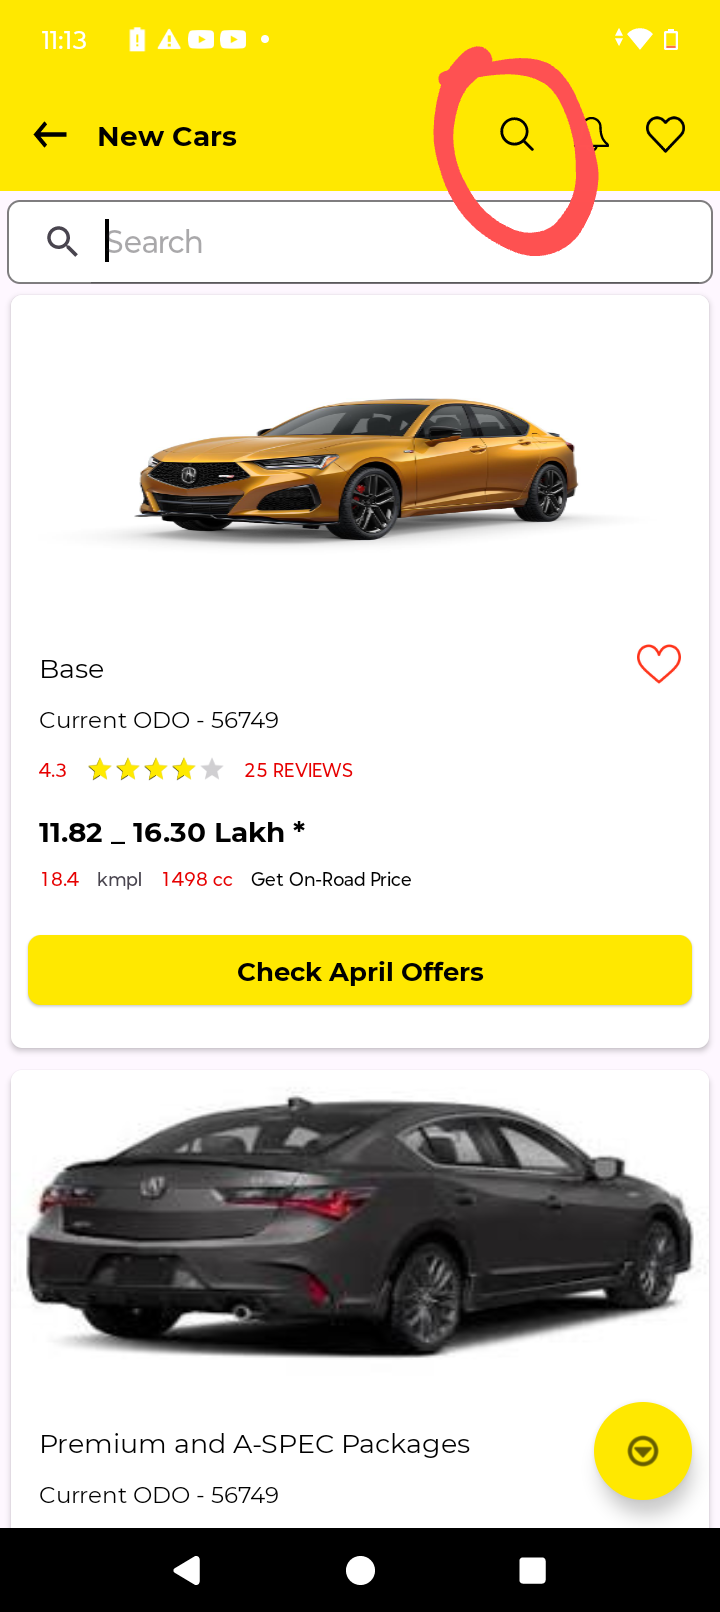 11:13
New Cars
Search
Base
Current ODO - 56749
4.3 25 REVIEWS
11.82 _ 16.30 Lakh *
18.4 kmpl 1498 cc Get On-Road Price
Check April Offers
Premium and A-SPEC Packages
Current ODO - 56749